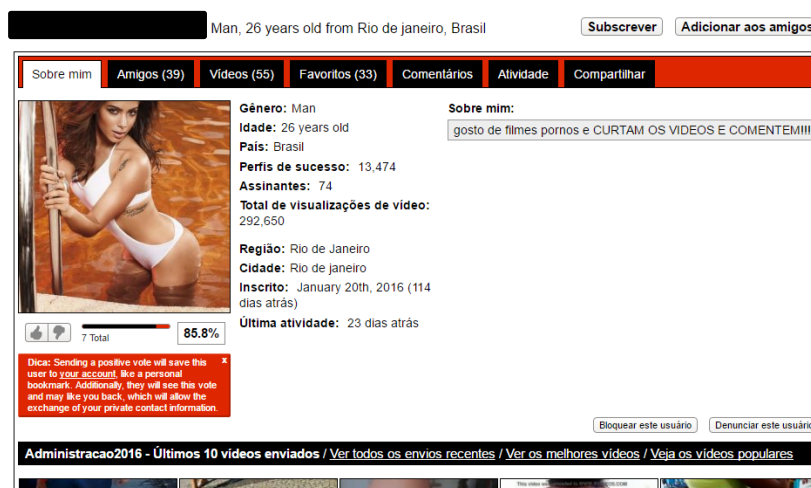 Man, 26 years old from Rio de janeiro, Brasil
Subscrever
Adicionar aos amigos
Sobre mim
Amigos (39)
Vídeos (55)
Favoritos (33)
Comentários
Atividade
Compartilhar
Gênero: Man
Idade: 26 years old
País: Brasil
Perfis de sucesso: 13,474
Assinantes: 74
Total de visualizações de vídeo:
292,650
Região: Rio de Janeiro
Cidade: Rio de janeiro
Inscrito: January 20th, 2016 (114
dias atrás)
Última atividade: 23 dias atrás
Sobre mim:
gosto de filmes pornos e CURTAM OS VIDEOS E COMENTEM!!!
7 Total
85.8%
Dica: Sending a positive vote will save this
user to your account, like a personal
bookmark. Additionally, they will see this vote
and may like you back, which will allow the
exchange of your private contact information.
x
Bloquear este usuário
Denunciar este usuário
Administracao2016 - Últimos 10 vídeos enviados / Ver todos os envios recentes / Ver os melhores vídeos / Veja os vídeos populares